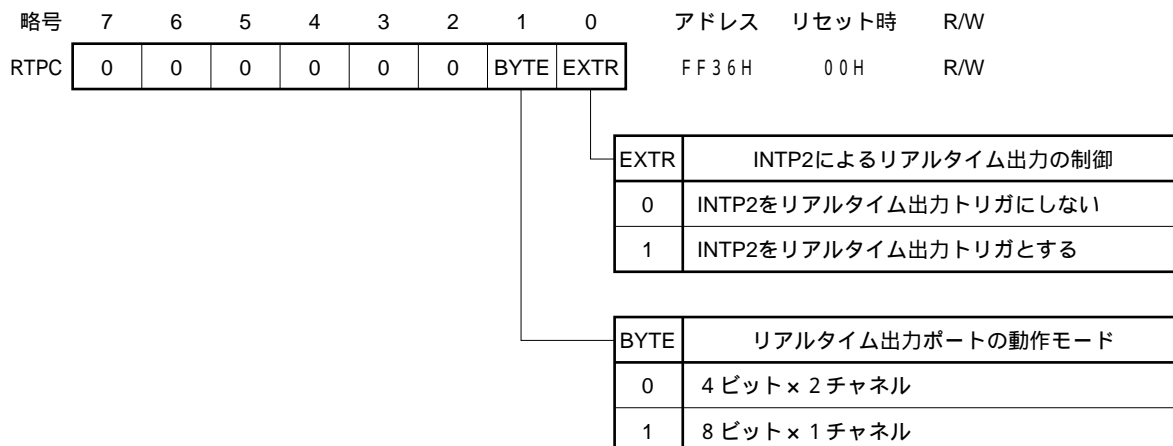 略号 7 6 5 4 3 2 1 0 アドレス リセット時 R/W
RTPC 0 0 0 0 0 0 BYTE EXTR FF36H 00H R/W
EXTR INTP2によるリアルタイム出力の制御
0 INTP2をリアルタイム出力トリガにしない
1 INTP2をリアルタイム出力トリガとする
BYTE リアルタイム出力ポートの動作モード
0 4ビット×2チャネル
1 8ビット×1チャネル